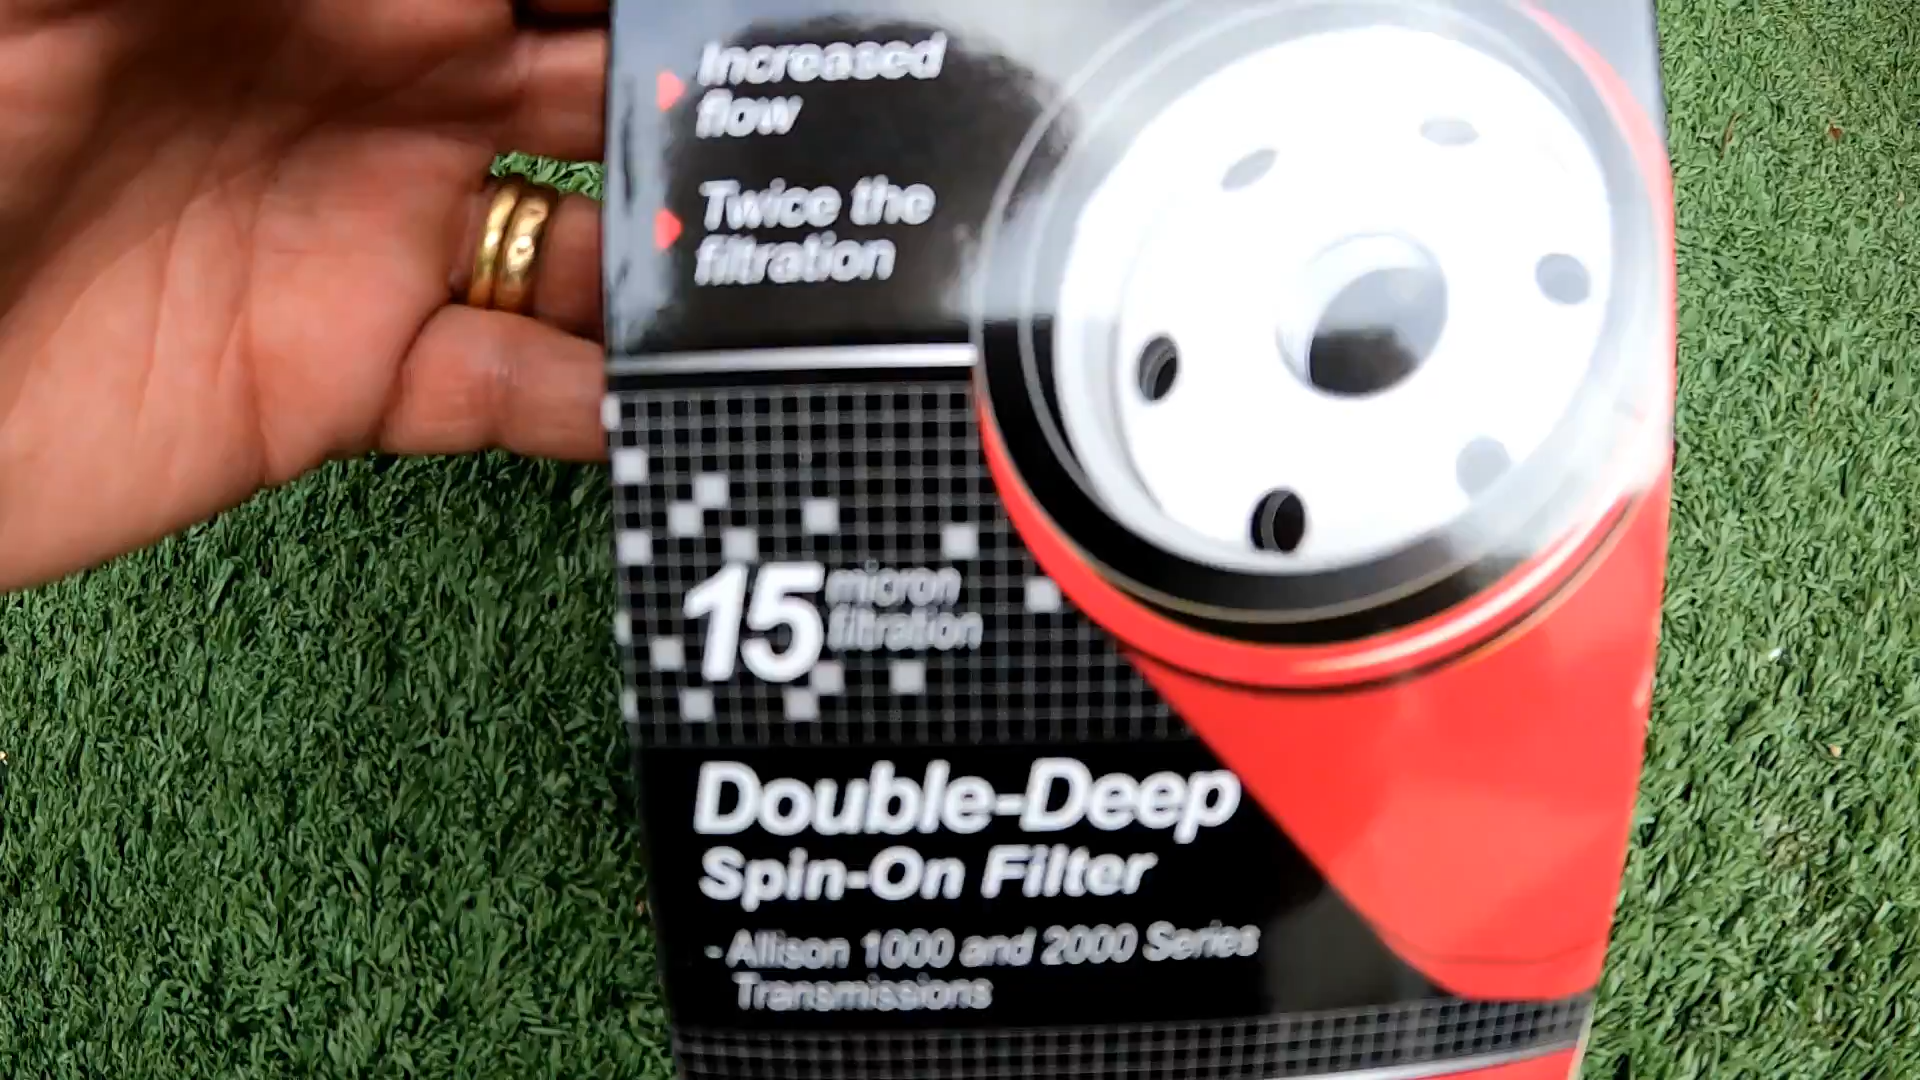 Increased
flow
Twice the
filtration
15 micron
filtration
Double-Deep
Spin-On Filter
- Allison 1000 and 2000 Series
Transmissions